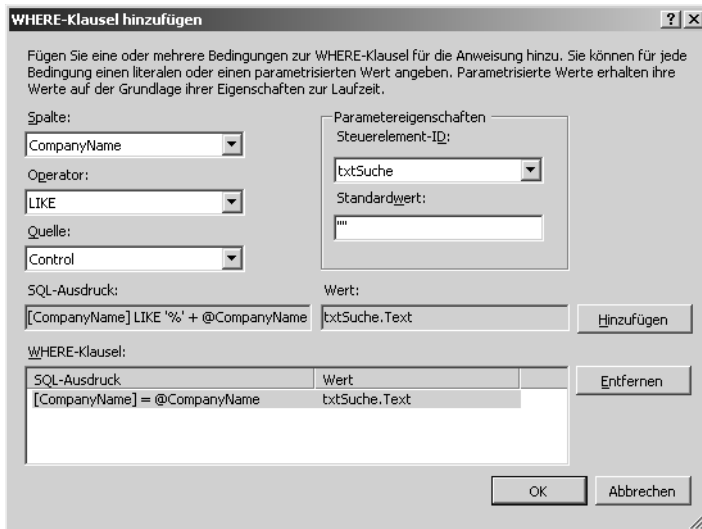 WHERE-Klausel hinzufügen
Fügen Sie eine oder mehrere Bedingungen zur WHERE-Klausel für die Anweisung hinzu. Sie können für jede
Bedingung einen literalen oder einen parametrisierten Wert angeben. Parametrisierte Werte erhalten ihre
Werte auf der Grundlage ihrer Eigenschaften zur Laufzeit.
Spalte:
CompanyName
Operator:
LIKE
Quelle:
Control
Parametereigenschaften
Steuerelement-ID:
txtSuche
Standardwert:
""
SQL-Ausdruck:
[CompanyName] LIKE '%' + @CompanyName
Wert:
txtSuche.Text
Hinzufügen
WHERE-Klausel:
SQL-Ausdruck Wert
[CompanyName] = @CompanyName txtSuche.Text
Entfernen
OK
Abbrechen